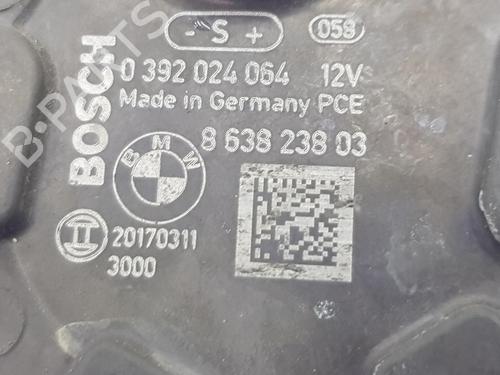 - S +
058
BOSCH
0 392 024 064 12V
Made in Germany PCE
8 638 238 03
BMW
20170311
3000
B-PARTS